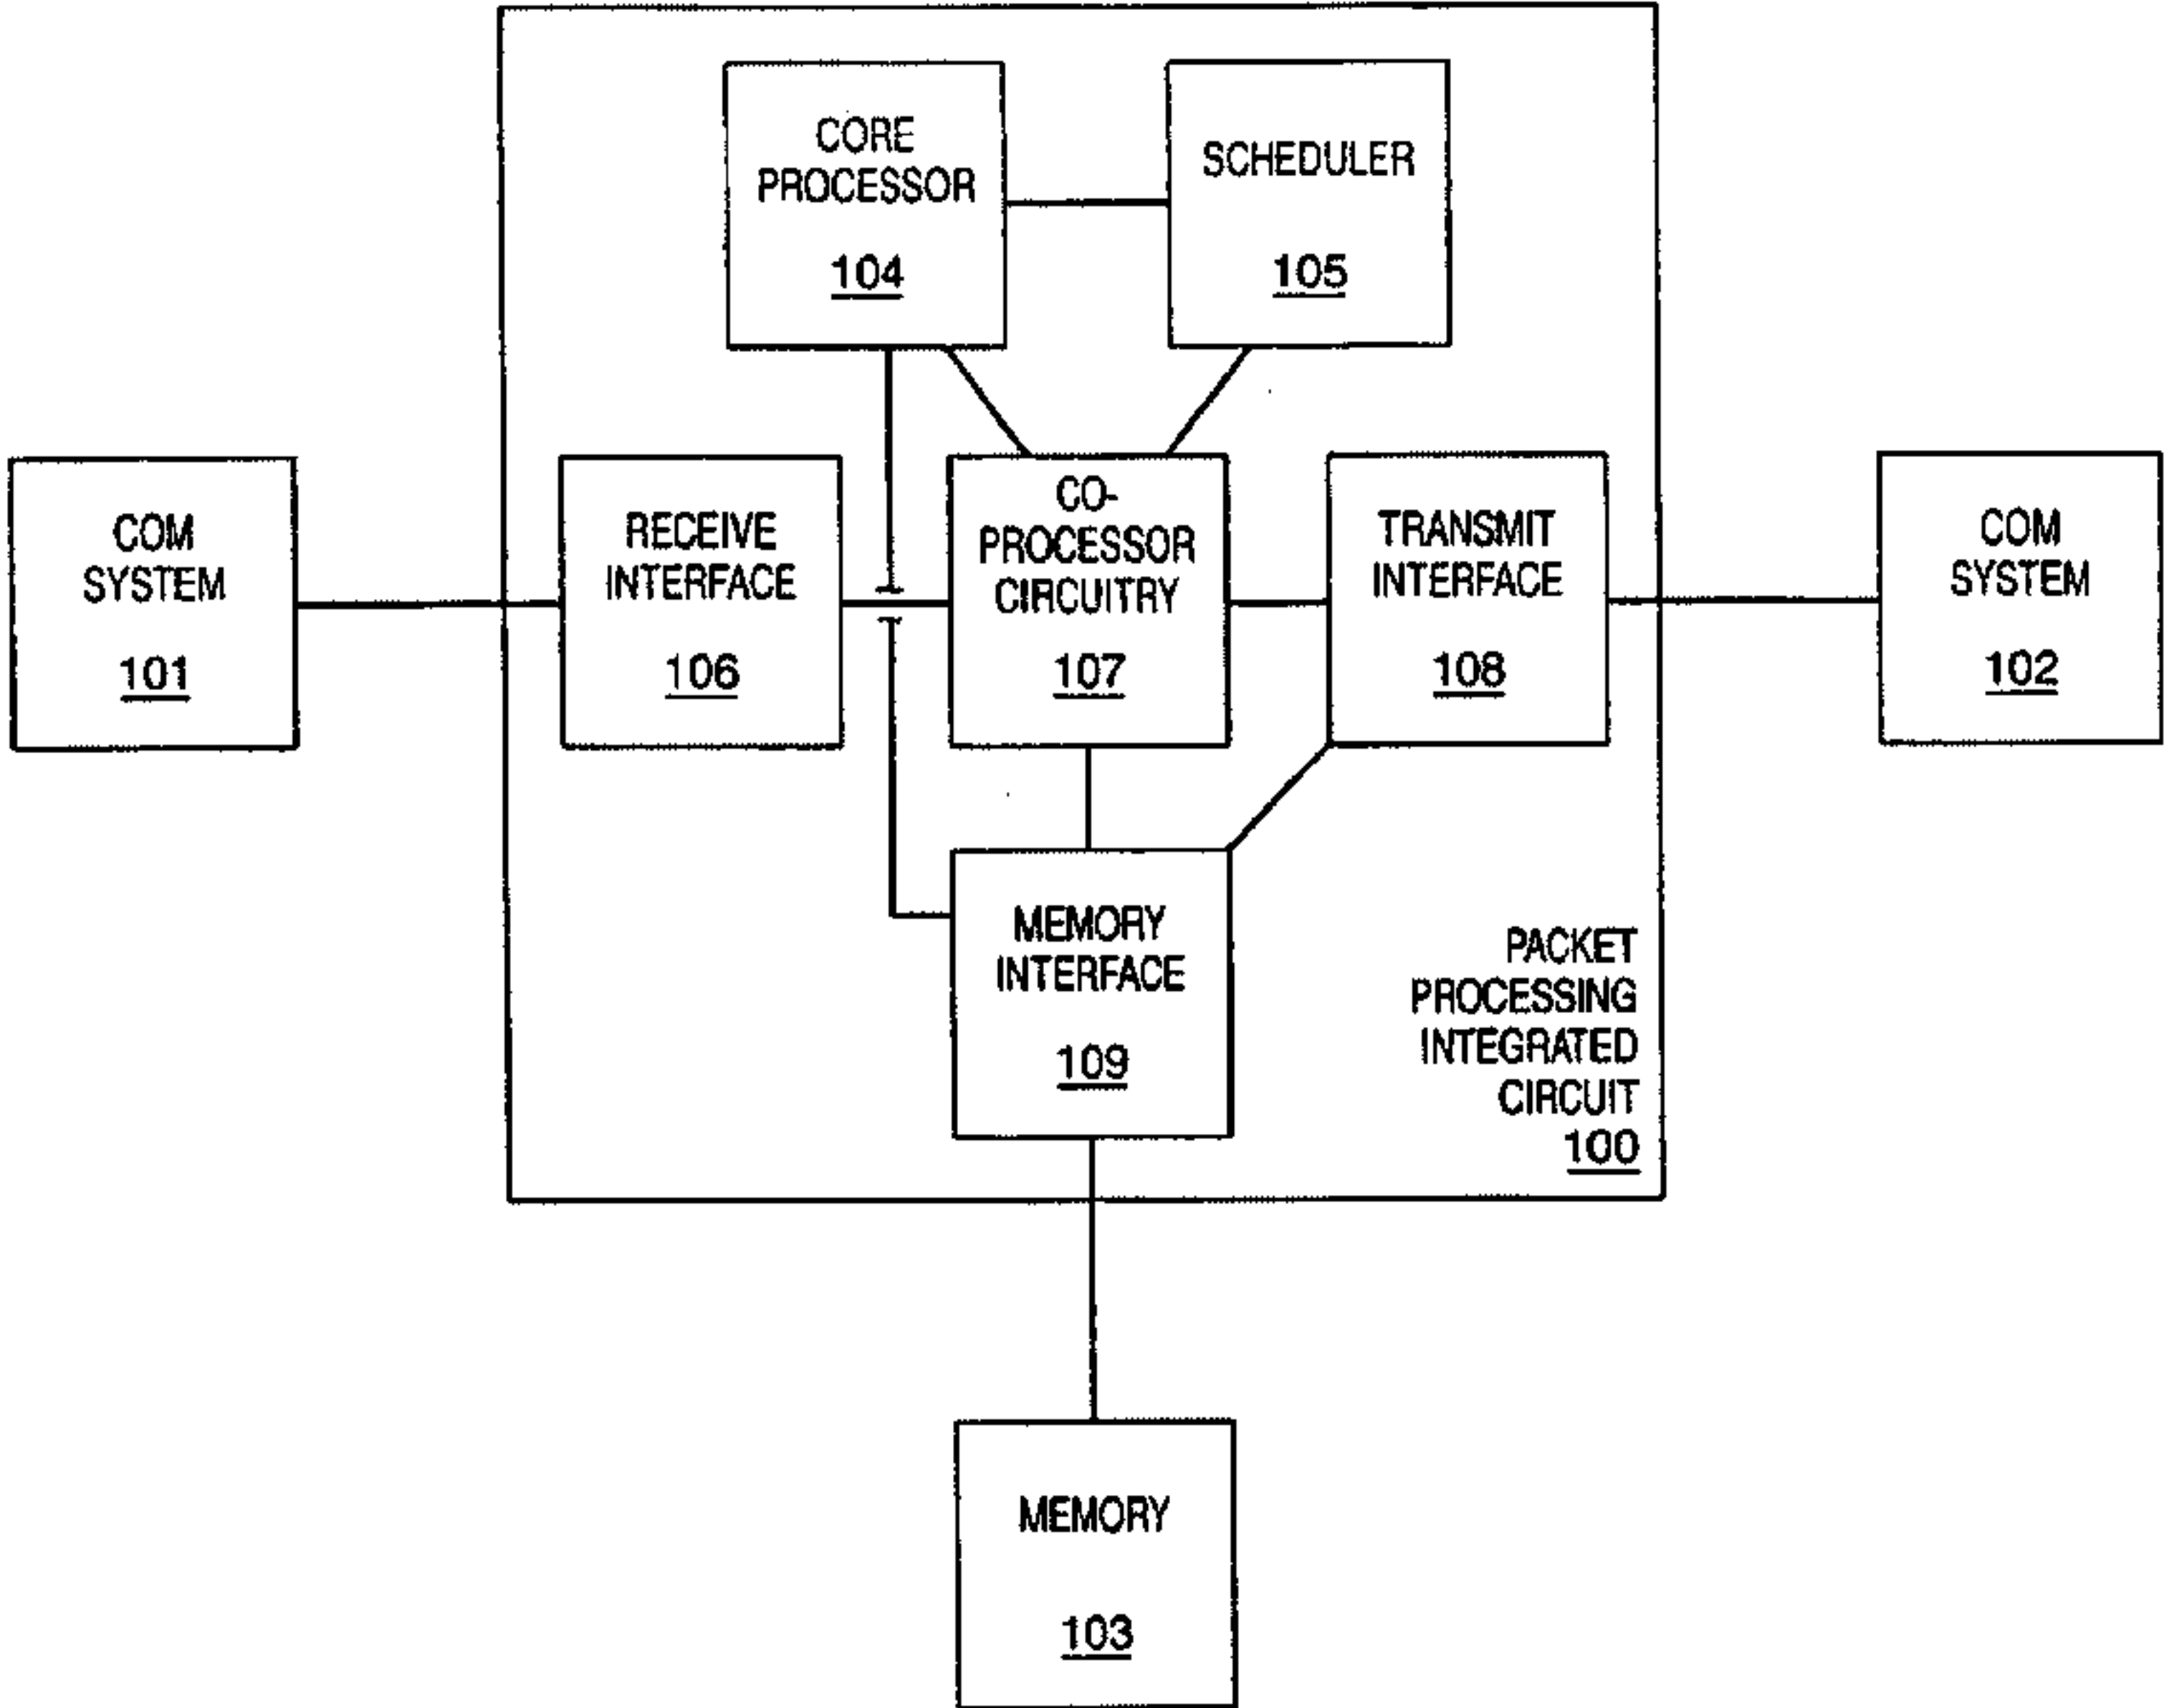 CORE
PROCESSOR
104
SCHEDULER
105
COM
SYSTEM
101
RECEIVE
INTERFACE
106
CO-
PROCESSOR
CIRCUITRY
107
TRANSMIT
INTERFACE
108
COM
SYSTEM
102
MEMORY
INTERFACE
109
PACKET
PROCESSING
INTEGRATED
CIRCUIT
100
MEMORY
103